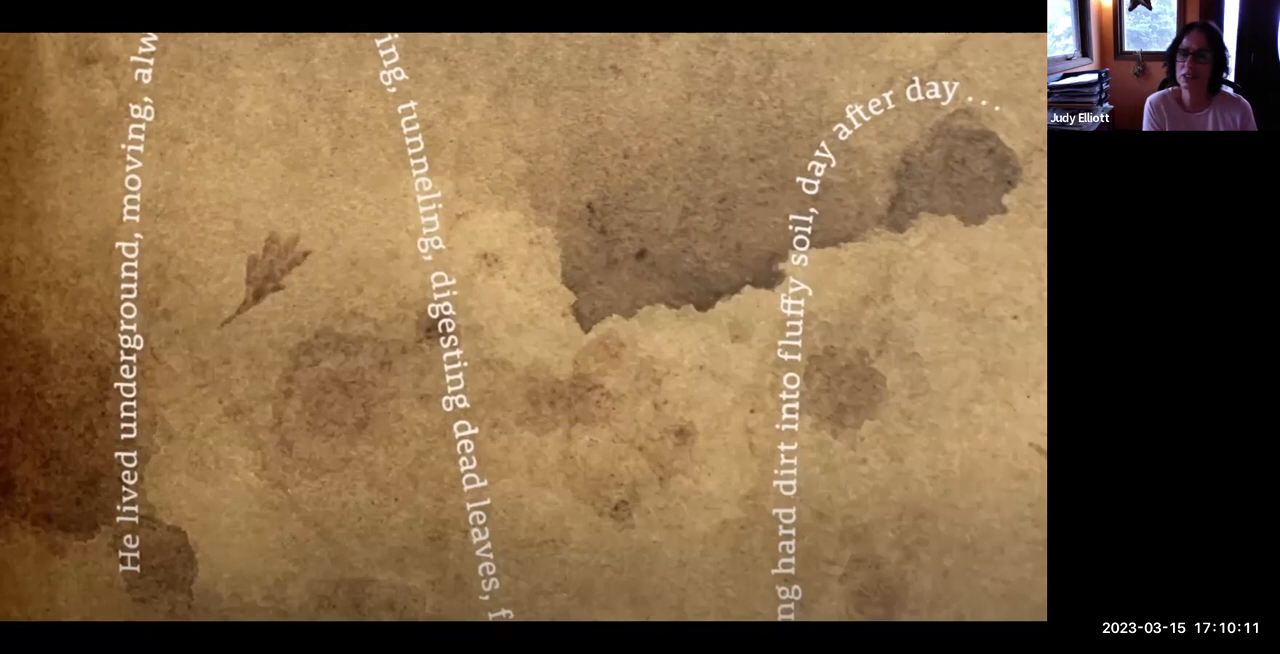 He lived underground, moving, alw
ing, tunneling, digesting dead leaves, f
ng hard dirt into fluffy soil, day after day...
Judy Elliott
2023-03-15 17:10:11